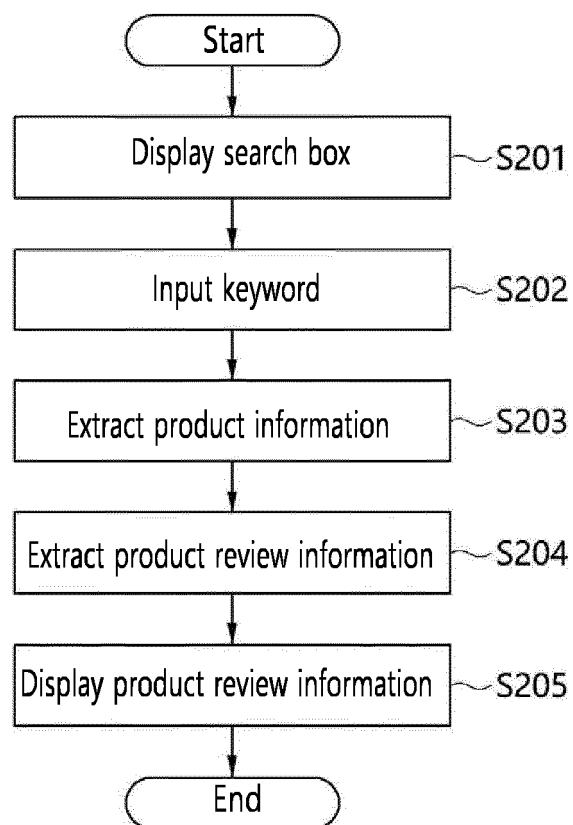 Start
Display search box
S201
Input keyword
S202
Extract product information
S203
Extract product review information
S204
Display product review information
S205
End